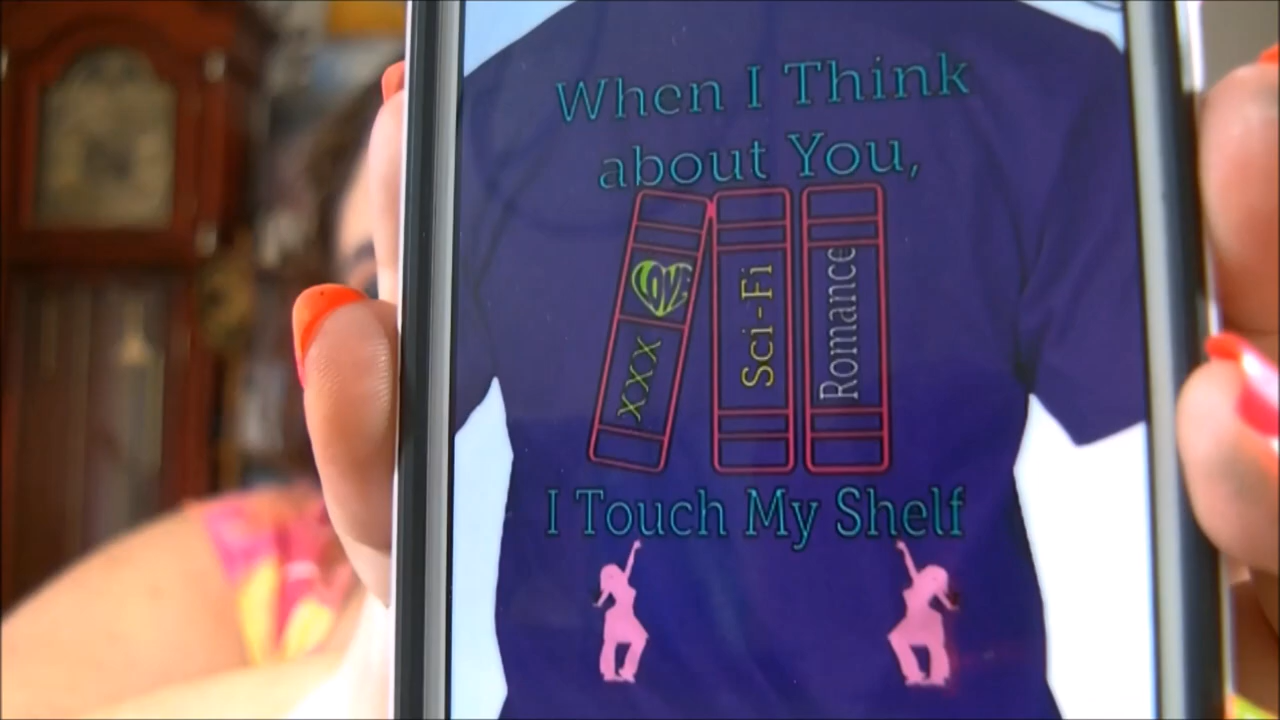 When I Think
about You,
LOVE
XXX
Sci-Fi
Romance
I Touch My Shelf